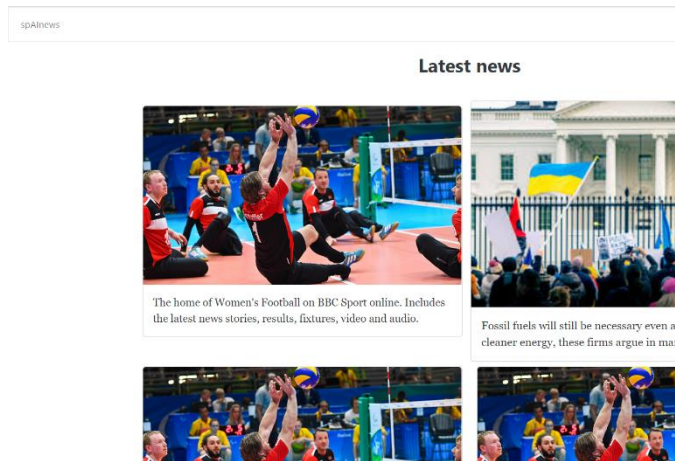 spAInews
Latest news
The home of Women's Football on BBC Sport online. Includes
the latest news stories, results, fixtures, video and audio.
Fossil fuels will still be necessary even a
cleaner energy, these firms argue in ma